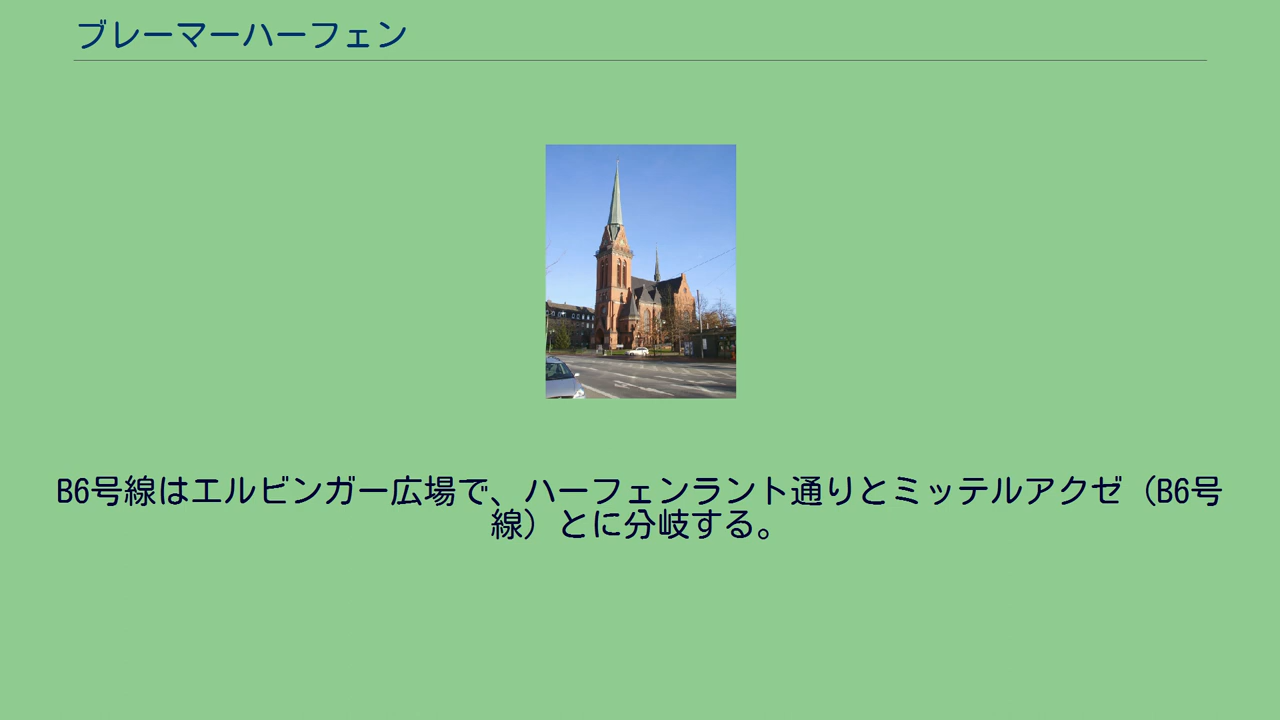 ブレーマーハーフェン
B6号線はエルビンガー広場で、ハーフェンラント通りとミッテルアクゼ（B6号
線）とに分岐する。